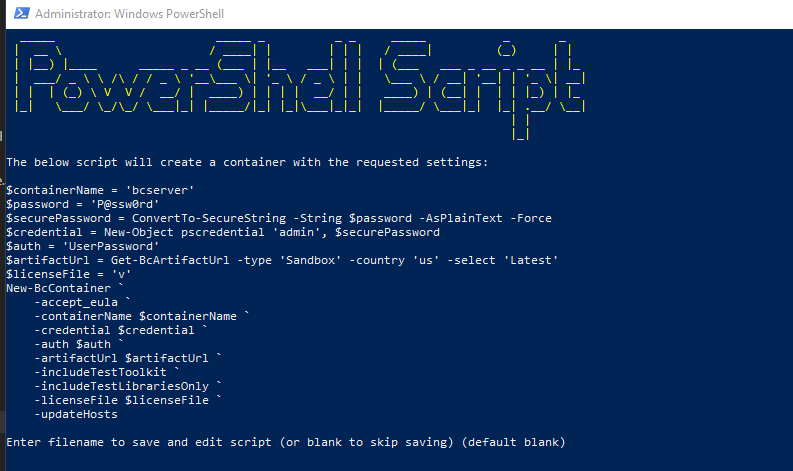 Administrator: Windows PowerShell
PowerShell Script
The below script will create a container with the requested settings:
$containerName = 'bcserver'
$password = 'P@ssw0rd'
$securePassword = ConvertTo-SecureString -String $password -AsPlainText -Force
$credential = New-Object pscredential 'admin', $securePassword
$auth = 'UserPassword'
$artifactUrl = Get-BcArtifactUrl -type 'Sandbox' -country 'us' -select 'Latest'
$licenseFile = 'v'
New-BcContainer `
    -accept_eula `
    -containerName $containerName `
    -credential $credential `
    -auth $auth `
    -artifactUrl $artifactUrl `
    -includeTestToolkit `
    -includeTestLibrariesOnly `
    -licenseFile $licenseFile `
    -updateHosts
Enter filename to save and edit script (or blank to skip saving) (default blank)